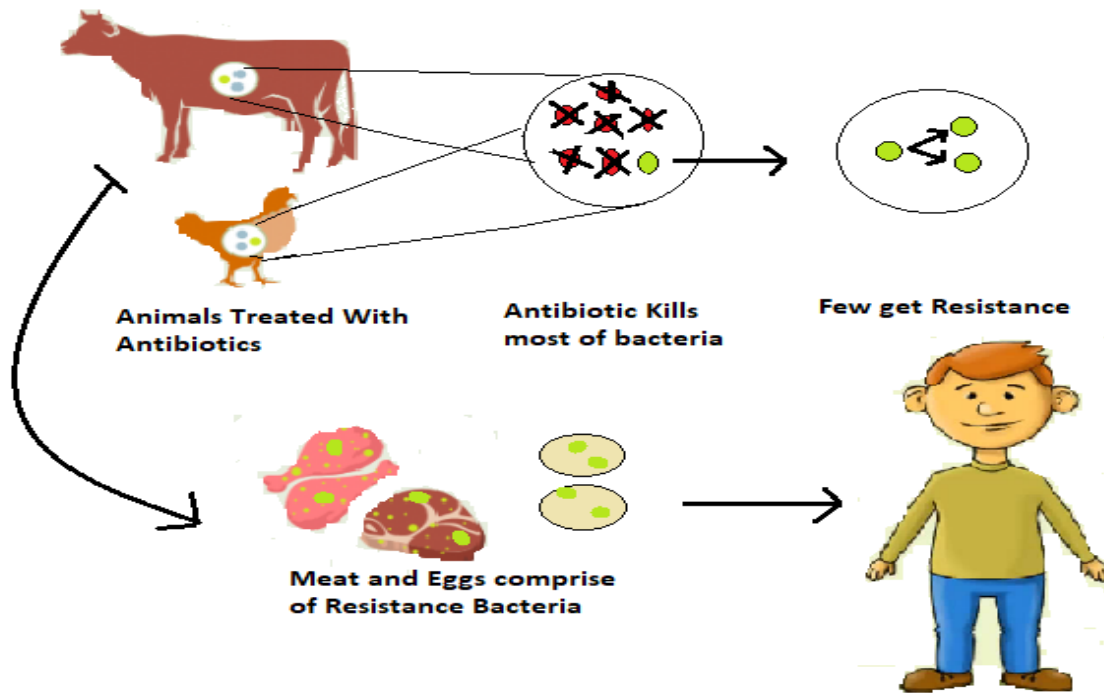 Animals Treated With
Antibiotics
Antibiotic Kills
most of bacteria
Few get Resistance
Meat and Eggs comprise
of Resistance Bacteria